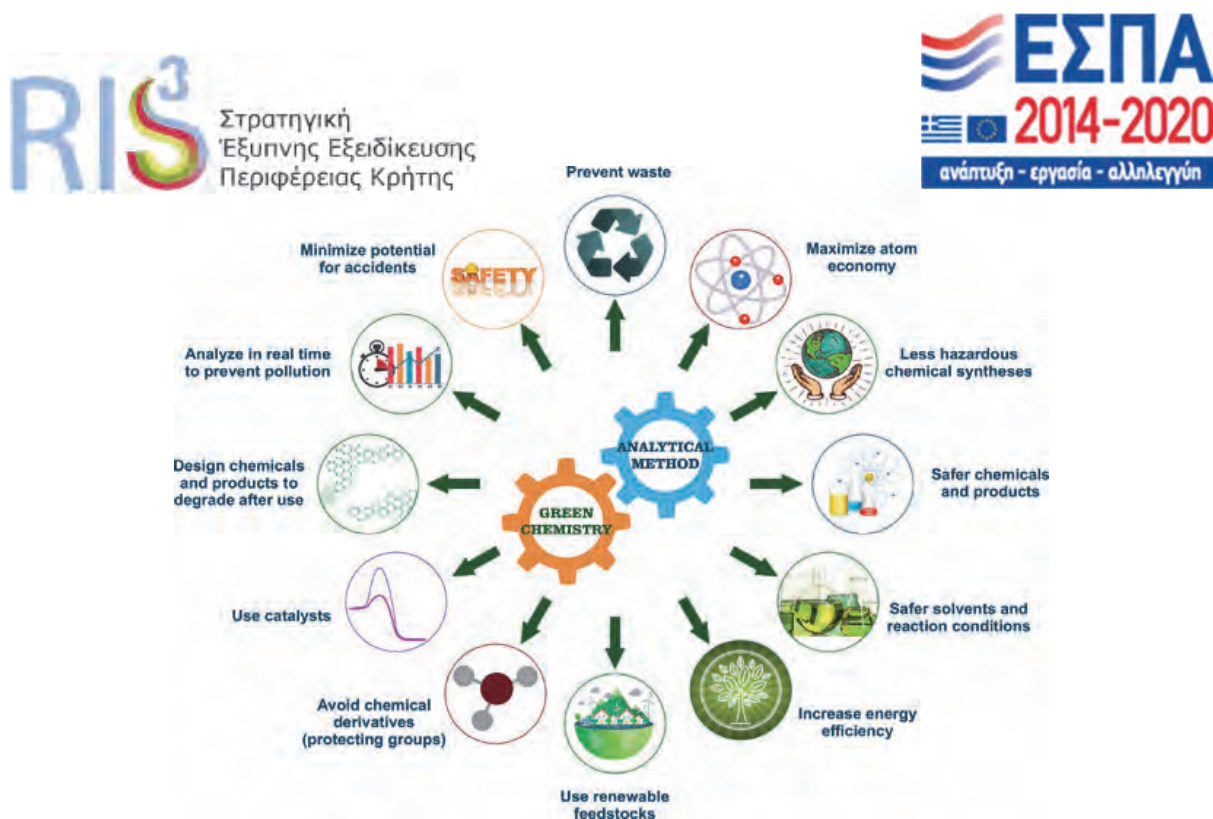 RIS3
Στρατηγική
Έξυπνης Εξειδίκευσης
Περιφέρειας Κρήτης
ΕΣΠΑ
2014-2020
ανάπτυξη - εργασία - αλληλεγγύη
Prevent waste
Maximize atom
economy
Less hazardous
chemical syntheses
Safer chemicals
and products
Safer solvents and
reaction conditions
Increase energy
efficiency
Use renewable
feedstocks
Avoid chemical
derivatives
(protecting groups)
Use catalysts
Design chemicals
and products to
degrade after use
Analyze in real time
to prevent pollution
Minimize potential
for accidents
SAFETY
ANALYTICAL
METHOD
GREEN
CHEMISTRY